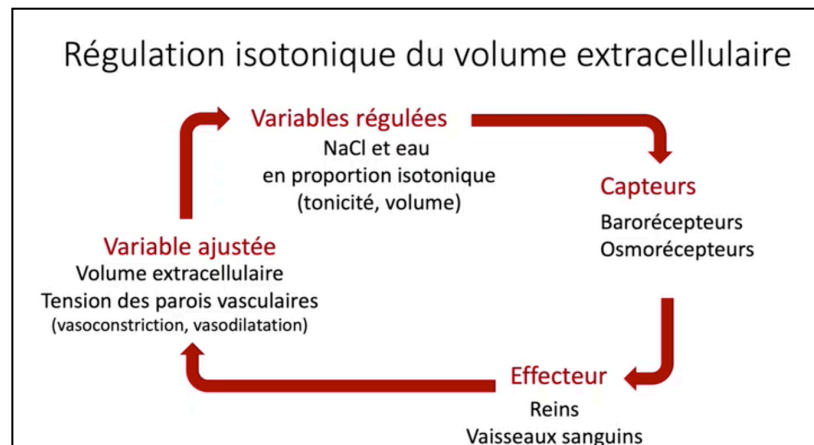 Régulation isotonique du volume extracellulaire
Variables régulées
NaCl et eau
en proportion isotonique
(tonicité, volume)
Capteurs
Barorécepteurs
Osmorécepteurs
Effecteur
Reins
Vaisseaux sanguins
Variable ajustée
Volume extracellulaire
Tension des parois vasculaires
(vasoconstriction, vasodilatation)